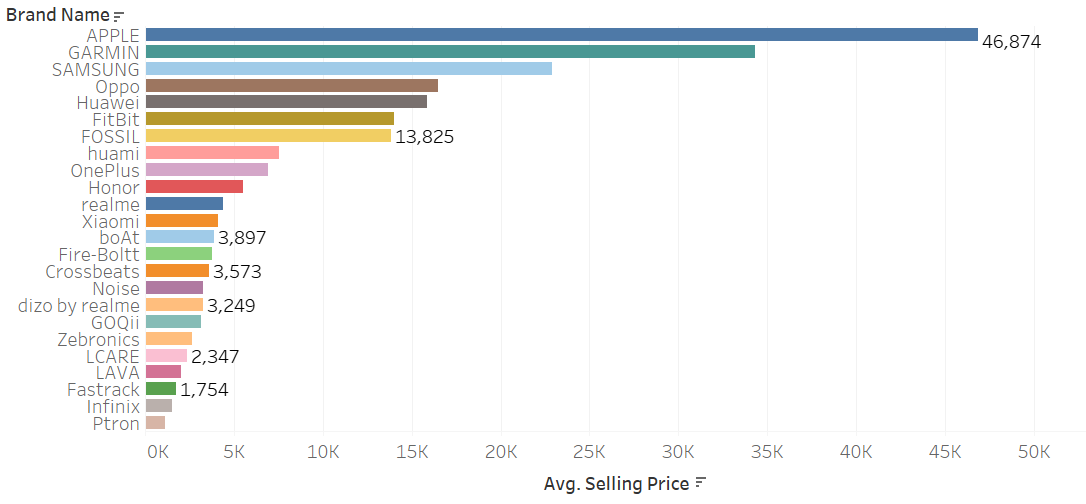 Brand Name
APPLE 46,874
GARMIN
SAMSUNG
Oppo
Huawei
FitBit
FOSSIL 13,825
huami
OnePlus
Honor
realme
Xiaomi
boAt 3,897
Fire-Boltt
Crossbeats 3,573
Noise
dizo by realme 3,249
GOQii
Zebronics
LCARE 2,347
LAVA
Fastrack 1,754
Infinix
Ptron
0K 5K 10K 15K 20K 25K 30K 35K 40K 45K 50K
Avg. Selling Price